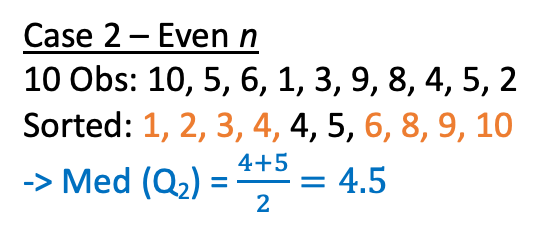 Case 2 – Even n
10 Obs: 10, 5, 6, 1, 3, 9, 8, 4, 5, 2
Sorted: 1, 2, 3, 4, 4, 5, 6, 8, 9, 10
-> Med (Q₂) = (4+5)/2 = 4.5